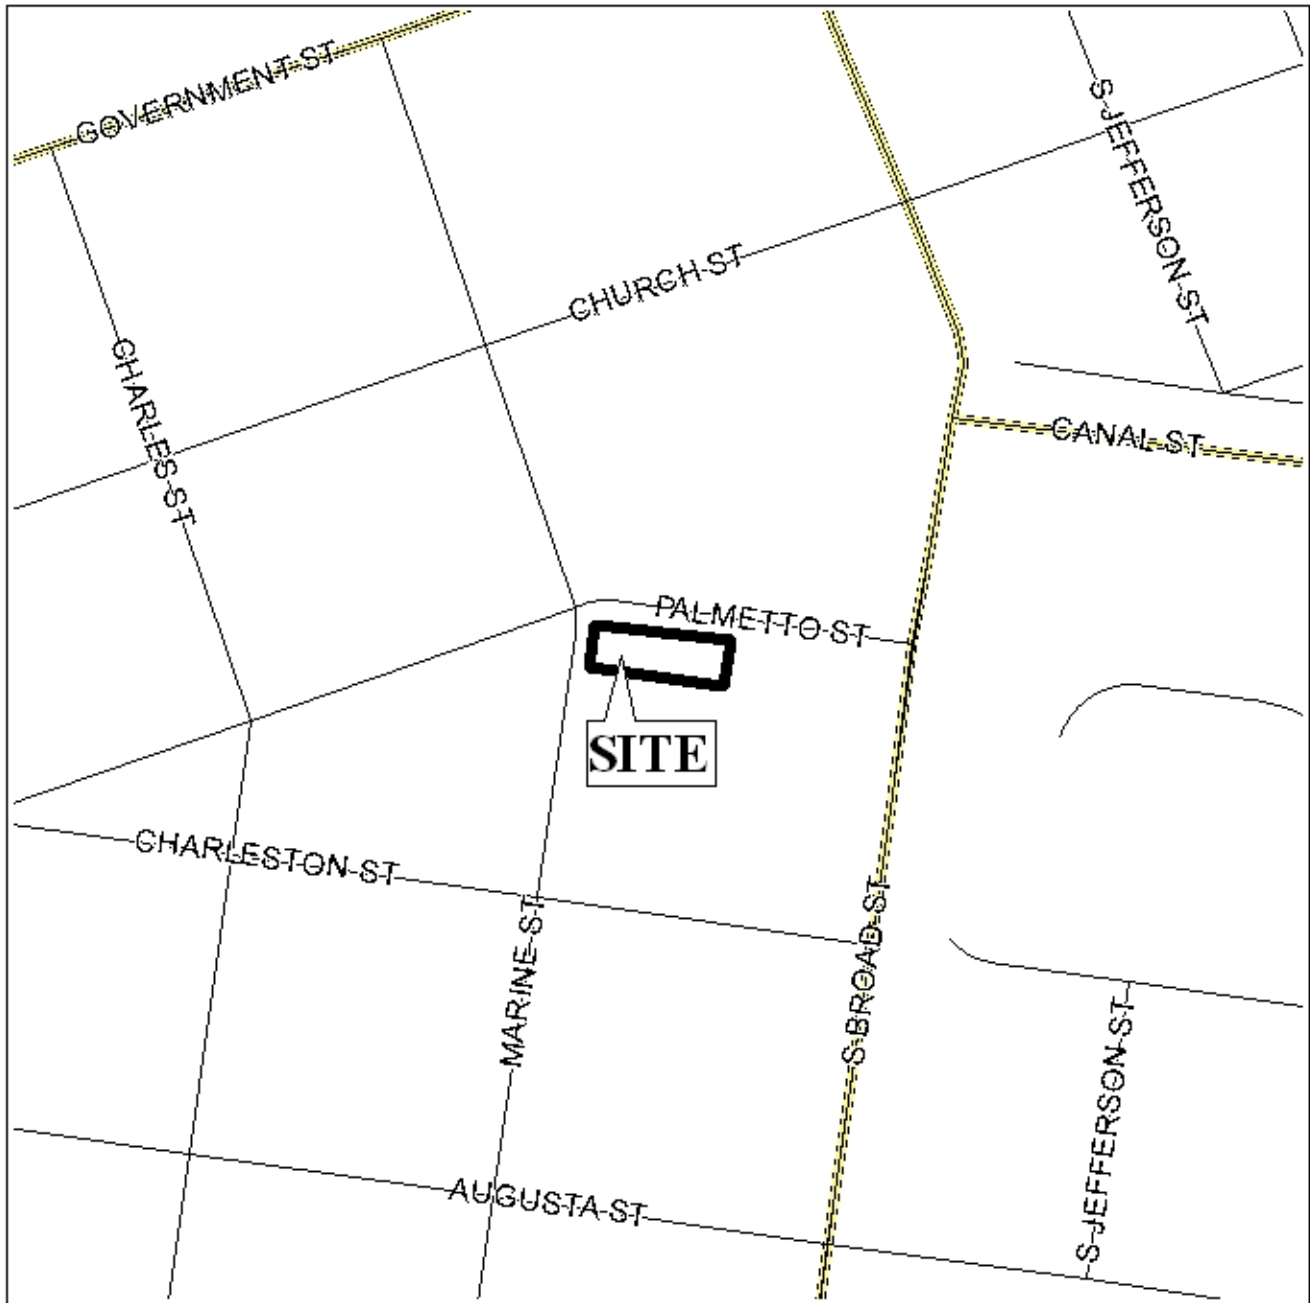 GOVERNMENT ST
S JEFFERSON ST
CHURCH ST
CHARLES ST
CANAL ST
PALMETTO ST
SITE
CHARLESTON ST
MARINE ST
S BROAD ST
S JEFFERSON ST
AUGUSTA ST